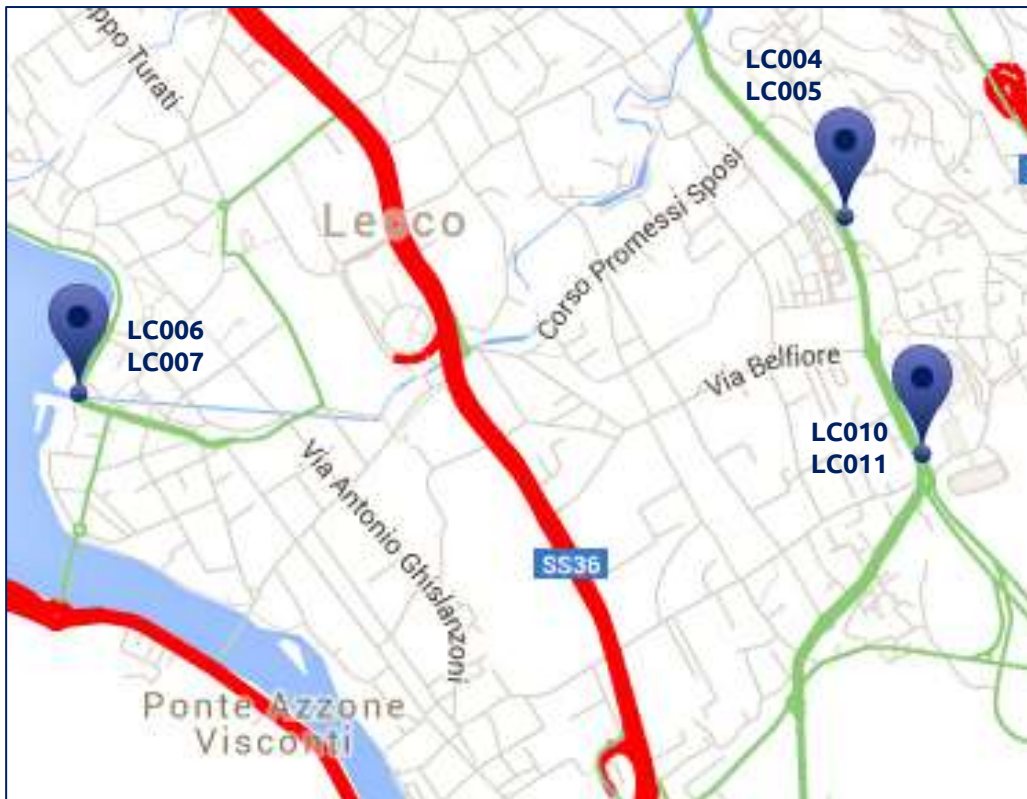 ppo Turati
LC004
LC005
Corso Promessi Sposi
Lecco
LC006
LC007
Via Belfiore
LC010
LC011
Via Antonio Ghislanzoni
SS36
Ponte Azzone
Visconti